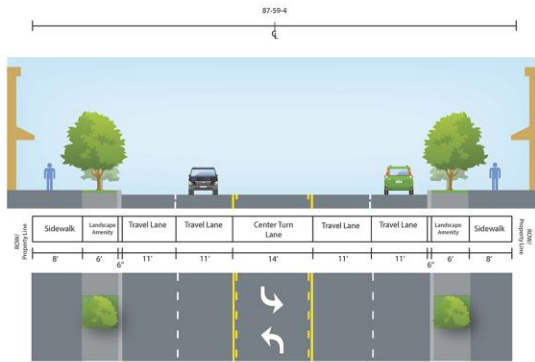 87-59-4
℄
ROW/
Property Line
Sidewalk
Landscape
Amenity
Travel Lane
Travel Lane
Center Turn
Lane
Travel Lane
Travel Lane
Landscape
Amenity
Sidewalk
ROW/
Property Line
8'
6'
6"
11'
11'
14'
11'
11'
6"
6'
8'